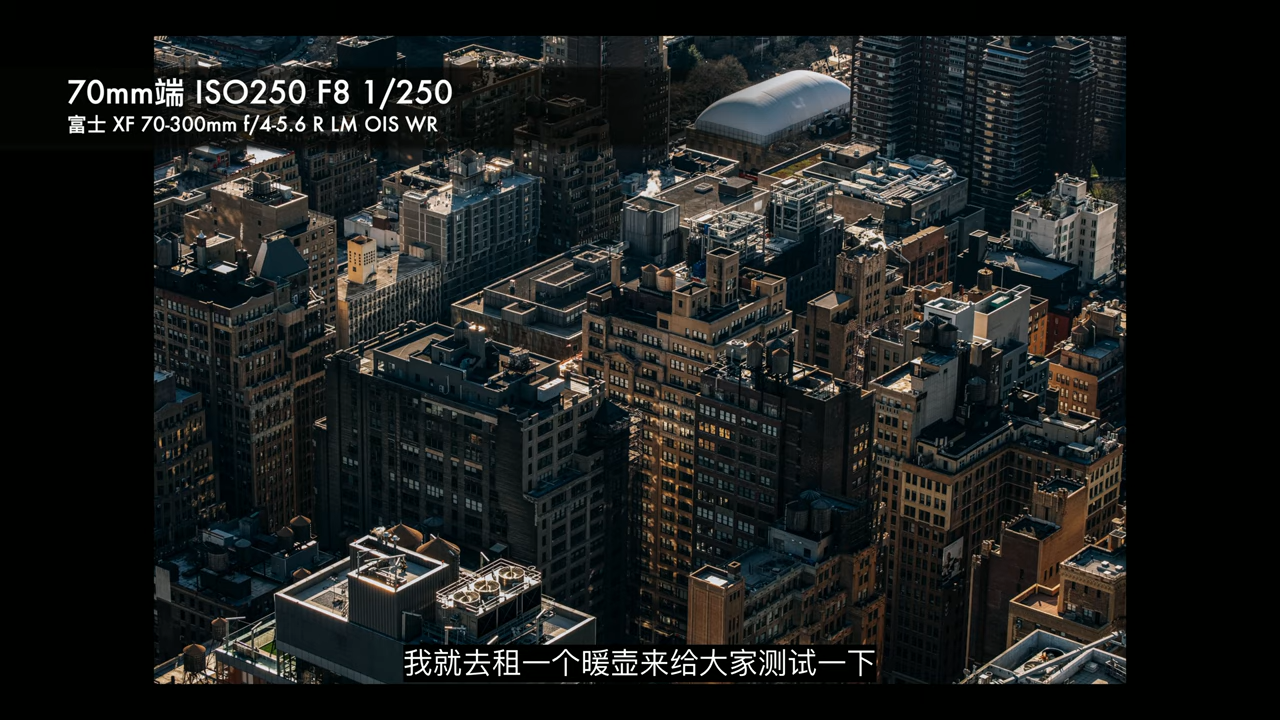 70mm端 ISO250 F8 1/250
富士 XF 70-300mm f/4-5.6 R LM OIS WR
我就去租一个暖壶来给大家测试一下